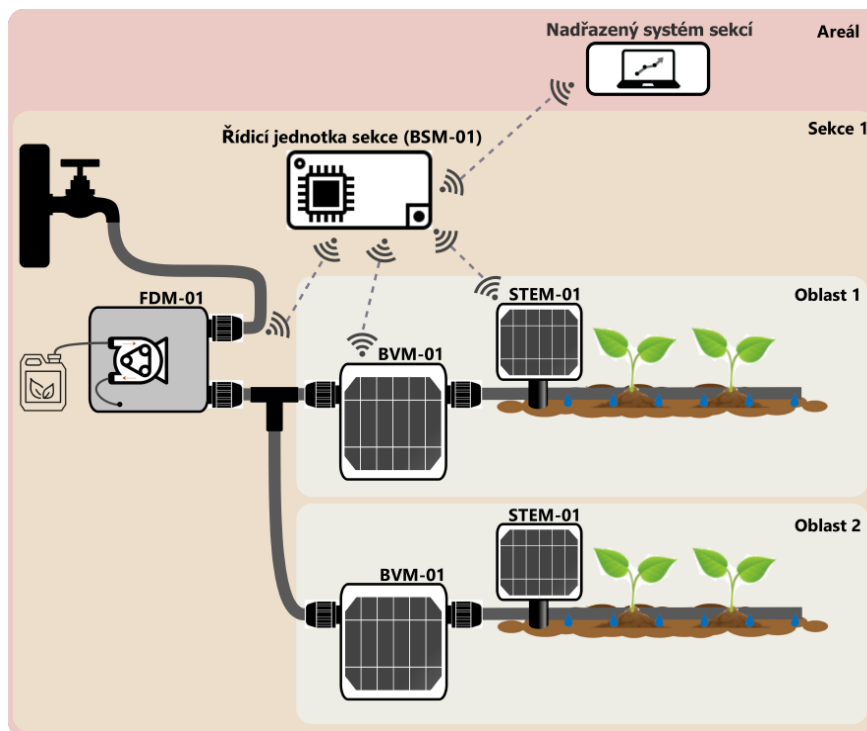 Nadřazený systém sekcí
Areál
Sekce 1
Řídicí jednotka sekce (BSM-01)
FDM-01
STEM-01
Oblast 1
BVM-01
STEM-01
Oblast 2
BVM-01